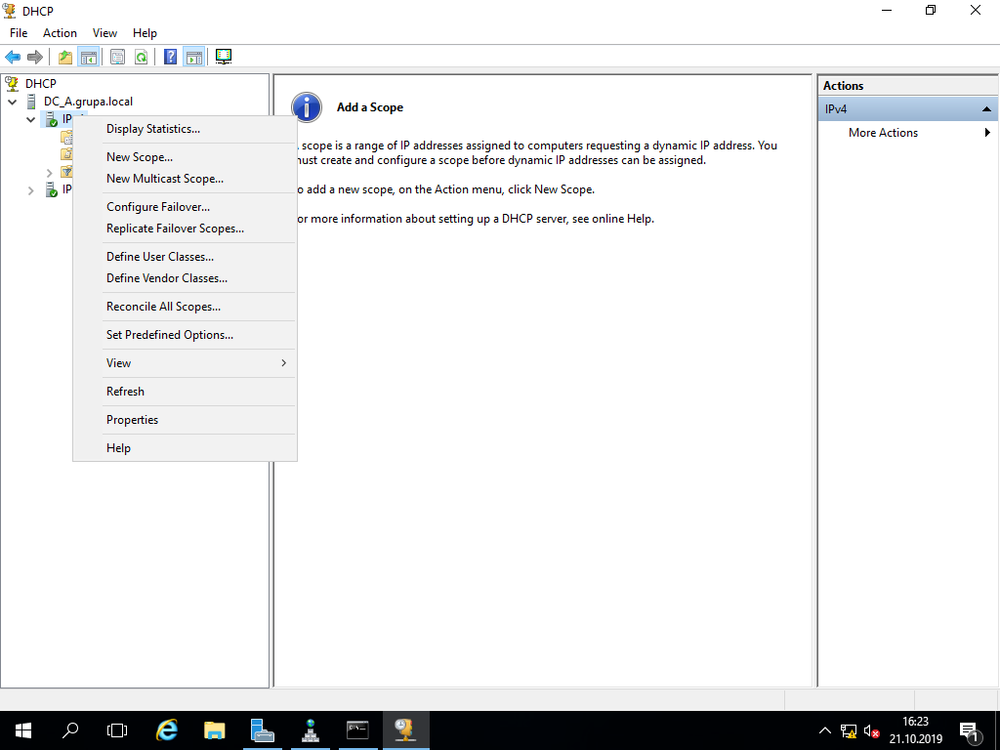 DHCP
File Action View Help
DHCP
DC_A.grupa.local
Display Statistics...
New Scope...
New Multicast Scope...
Configure Failover...
Replicate Failover Scopes...
Define User Classes...
Define Vendor Classes...
Reconcile All Scopes...
Set Predefined Options...
View
Refresh
Properties
Help
Add a Scope
scope is a range of IP addresses assigned to computers requesting a dynamic IP address. You
must create and configure a scope before dynamic IP addresses can be assigned.
To add a new scope, on the Action menu, click New Scope.
For more information about setting up a DHCP server, see online Help.
Actions
IPv4
More Actions
16:23
21.10.2019
1